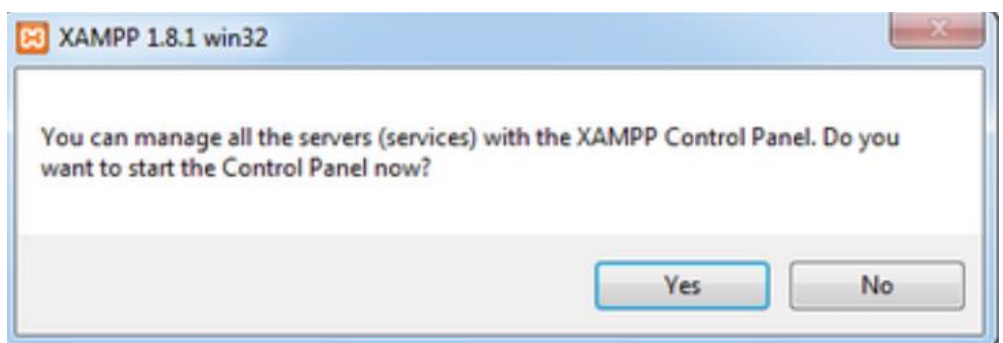 XAMPP 1.8.1 win32
You can manage all the servers (services) with the XAMPP Control Panel. Do you
want to start the Control Panel now?
Yes
No